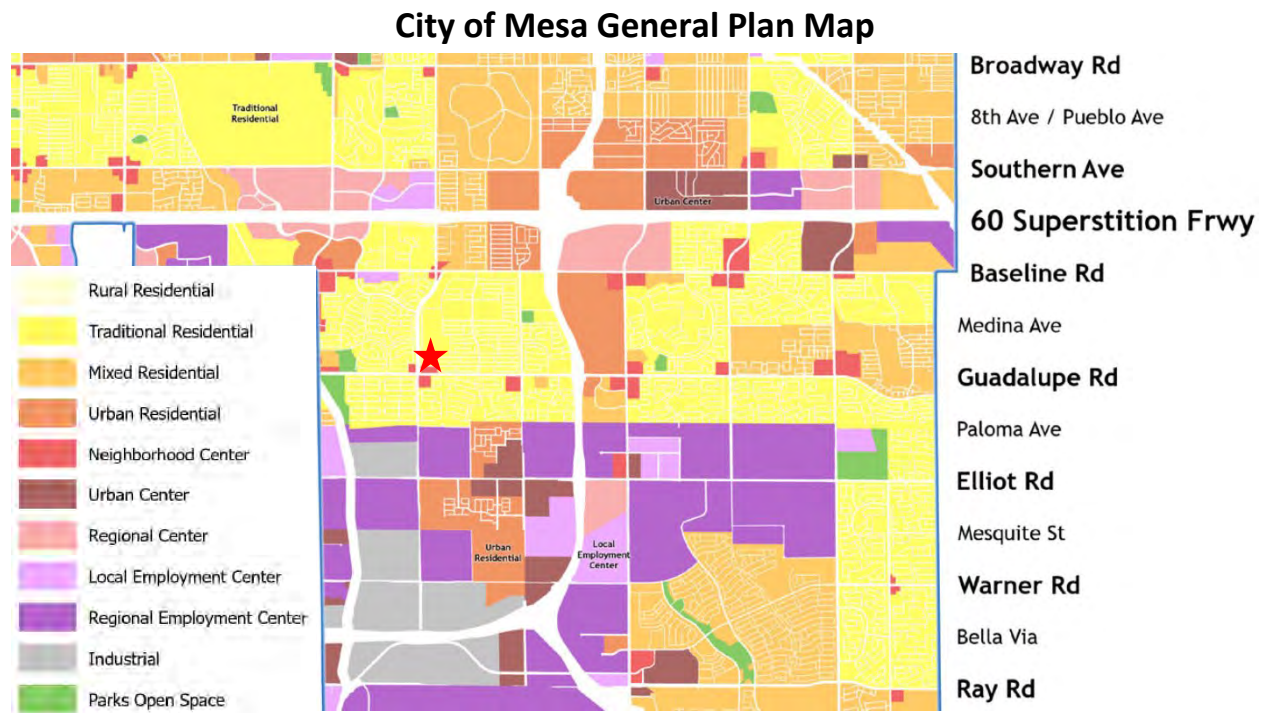 City of Mesa General Plan Map
Traditional
Residential
Urban Center
Urban
Residential
Local
Employment
Center
Rural Residential
Traditional Residential
Mixed Residential
Urban Residential
Neighborhood Center
Urban Center
Regional Center
Local Employment Center
Regional Employment Center
Industrial
Parks Open Space
Broadway Rd
8th Ave / Pueblo Ave
Southern Ave
60 Superstition Frwy
Baseline Rd
Medina Ave
Guadalupe Rd
Paloma Ave
Elliot Rd
Mesquite St
Warner Rd
Bella Via
Ray Rd